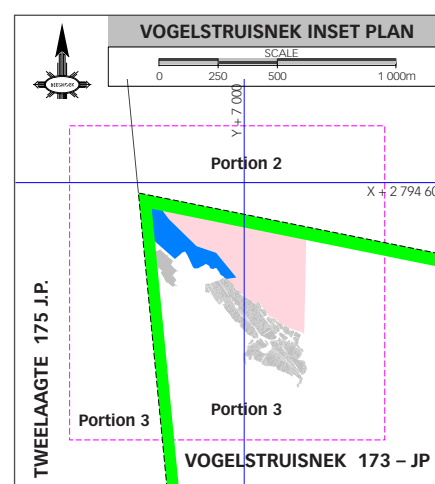 VOGELSTRUISNEK INSET PLAN
SCALE
0 250 500 1 000m
BEESHOEK
Y + 7 000
Portion 2
X + 2 794 60
TWEELAAGTE 175 J.P.
Portion 3
Portion 3
VOGELSTRUISNEK 173 – JP